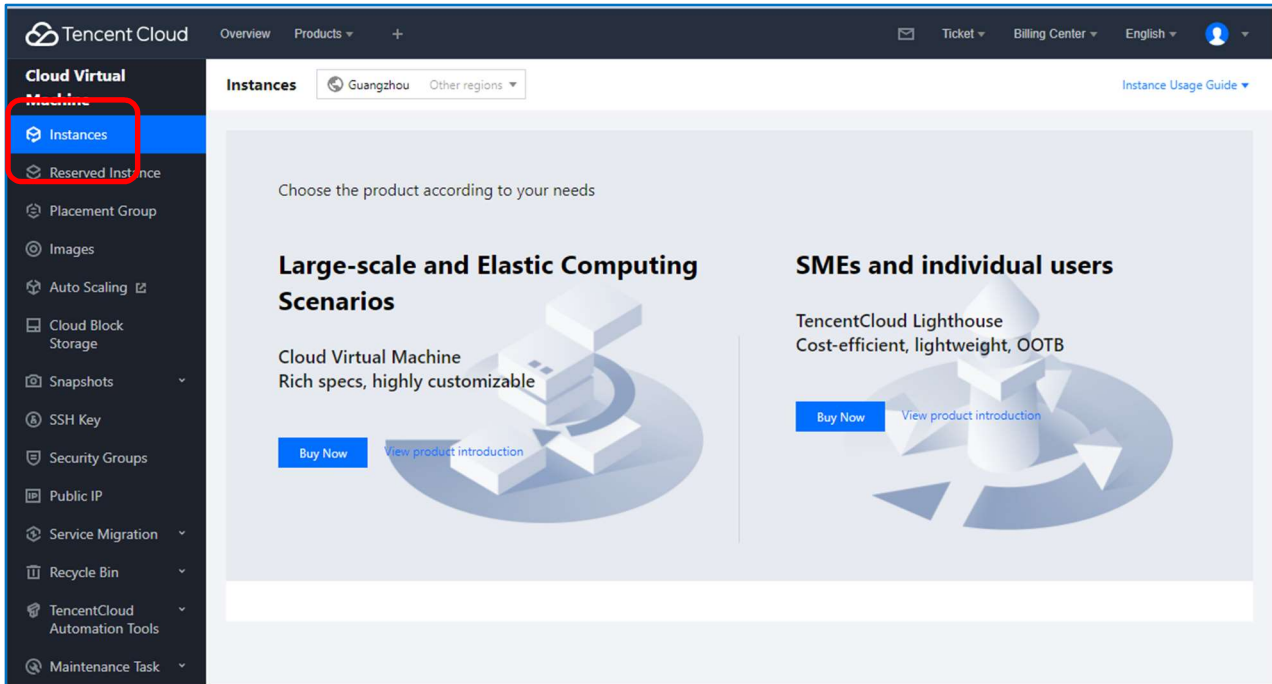 Tencent Cloud
Overview Products +
Ticket Billing Center English
Cloud Virtual
Machine
Instances Guangzhou Other regions
Instance Usage Guide
Instances
Reserved Instance
Placement Group
Images
Auto Scaling
Cloud Block
Storage
Snapshots
SSH Key
Security Groups
IP Public IP
Service Migration
Recycle Bin
TencentCloud
Automation Tools
Maintenance Task
Choose the product according to your needs
Large-scale and Elastic Computing
Scenarios
Cloud Virtual Machine
Rich specs, highly customizable
Buy Now View product introduction
SMEs and individual users
TencentCloud Lighthouse
Cost-efficient, lightweight, OOTB
Buy Now View product introduction